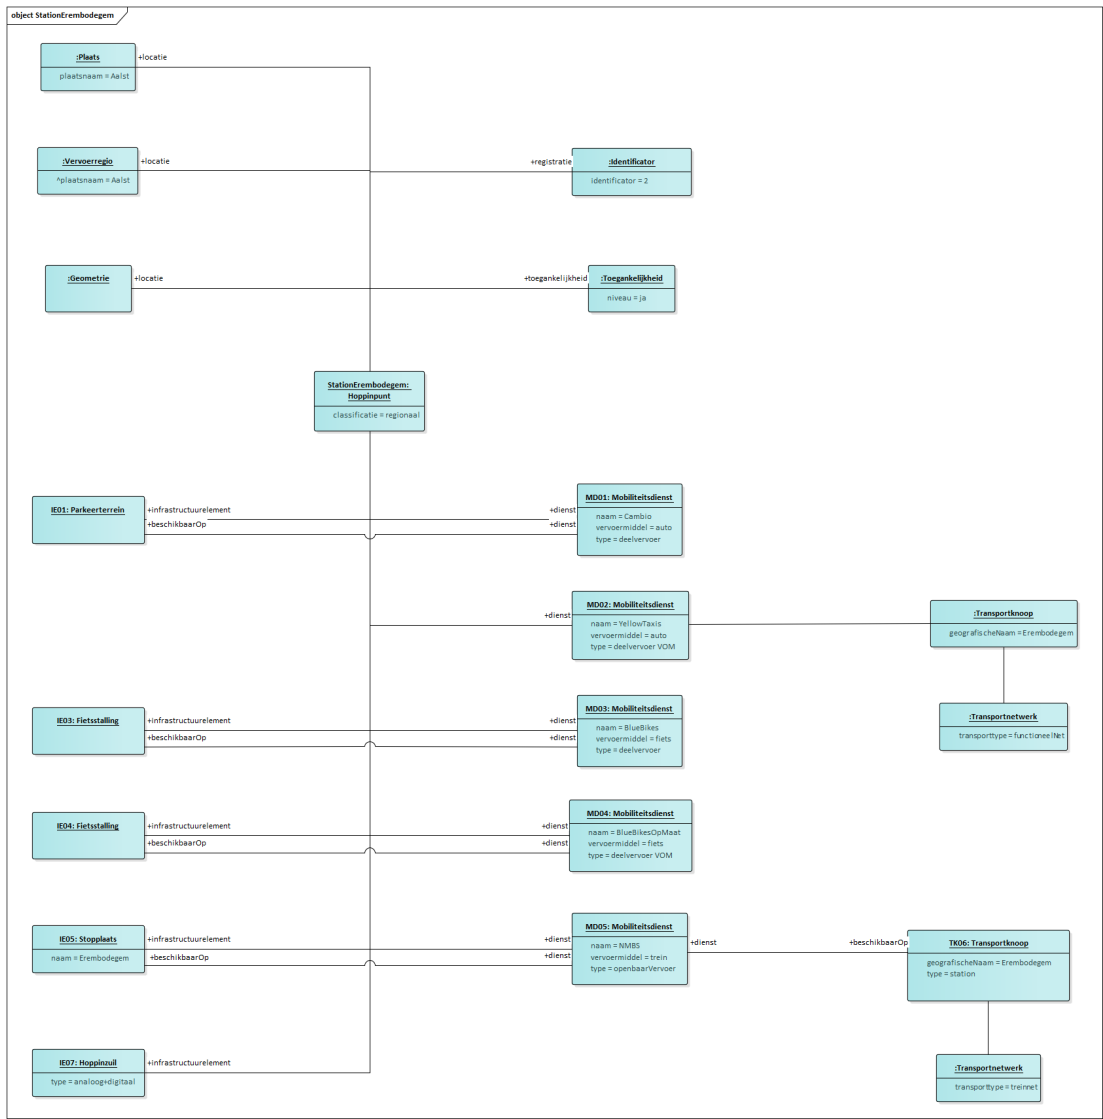 object StationErembodegem
:Plaats
plaatsnaam = Aalst
+locatie
:Vervoerregio
^plaatsnaam = Aalst
+locatie
+registratie
:Identificator
identificator = 2
:Geometrie
+locatie
+toegankelijkheid
:Toegankelijkheid
niveau = ja
StationErembodegem:
Hoppinpunt
classificatie = regionaal
IE01: Parkeerterrein
+infrastructuurelement
+beschikbaarOp
+dienst
+dienst
MD01: Mobiliteitsdienst
naam = Cambio
vervoermiddel = auto
type = deelvervoer
+dienst
MD02: Mobiliteitsdienst
naam = YellowTaxis
vervoermiddel = auto
type = deelvervoer VOM
:Transportknoop
geografischeNaam = Erembodegem
IE03: Fietsstalling
+infrastructuurelement
+beschikbaarOp
+dienst
+dienst
MD03: Mobiliteitsdienst
naam = BlueBikes
vervoermiddel = fiets
type = deelvervoer
:Transportnetwerk
transporttype = functioneelNet
IE04: Fietsstalling
+infrastructuurelement
+beschikbaarOp
+dienst
+dienst
MD04: Mobiliteitsdienst
naam = BlueBikesOpMaat
vervoermiddel = fiets
type = deelvervoer VOM
IE05: Stopplaats
naam = Erembodegem
+infrastructuurelement
+beschikbaarOp
+dienst
+dienst
MD05: Mobiliteitsdienst
naam = NMBS
vervoermiddel = trein
type = openbaarVervoer
+dienst
+beschikbaarOp
TK06: Transportknoop
geografischeNaam = Erembodegem
type = station
IE07: Hoppinzuil
type = analoog+digitaal
+infrastructuurelement
:Transportnetwerk
transporttype = treinnet